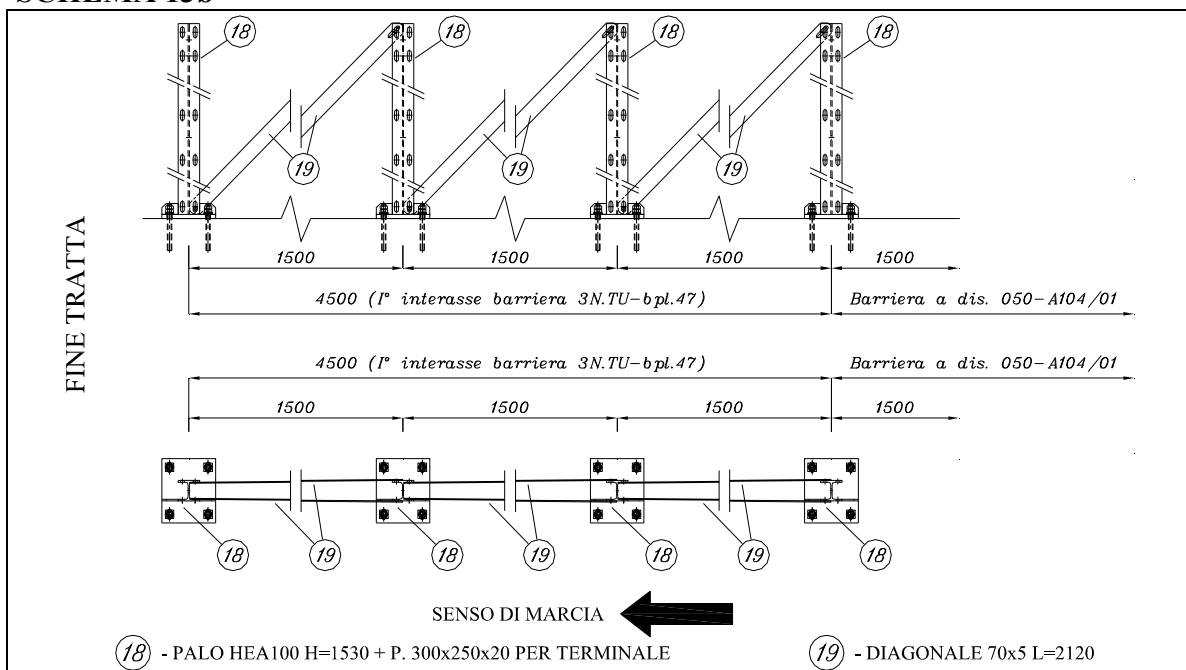 18 18 18 18
19 19 19
1500 1500 1500 1500
4500 (I° interasse barriera 3N.TU-bpl.47) Barriera a dis. 050-A104/01
FINE TRATTA
4500 (I° interasse barriera 3N.TU-bpl.47) Barriera a dis. 050-A104/01
1500 1500 1500 1500
18 19 18 19 18 19 18
SENSO DI MARCIA
18 - PALO HEA100 H=1530 + P. 300x250x20 PER TERMINALE 19 - DIAGONALE 70x5 L=2120